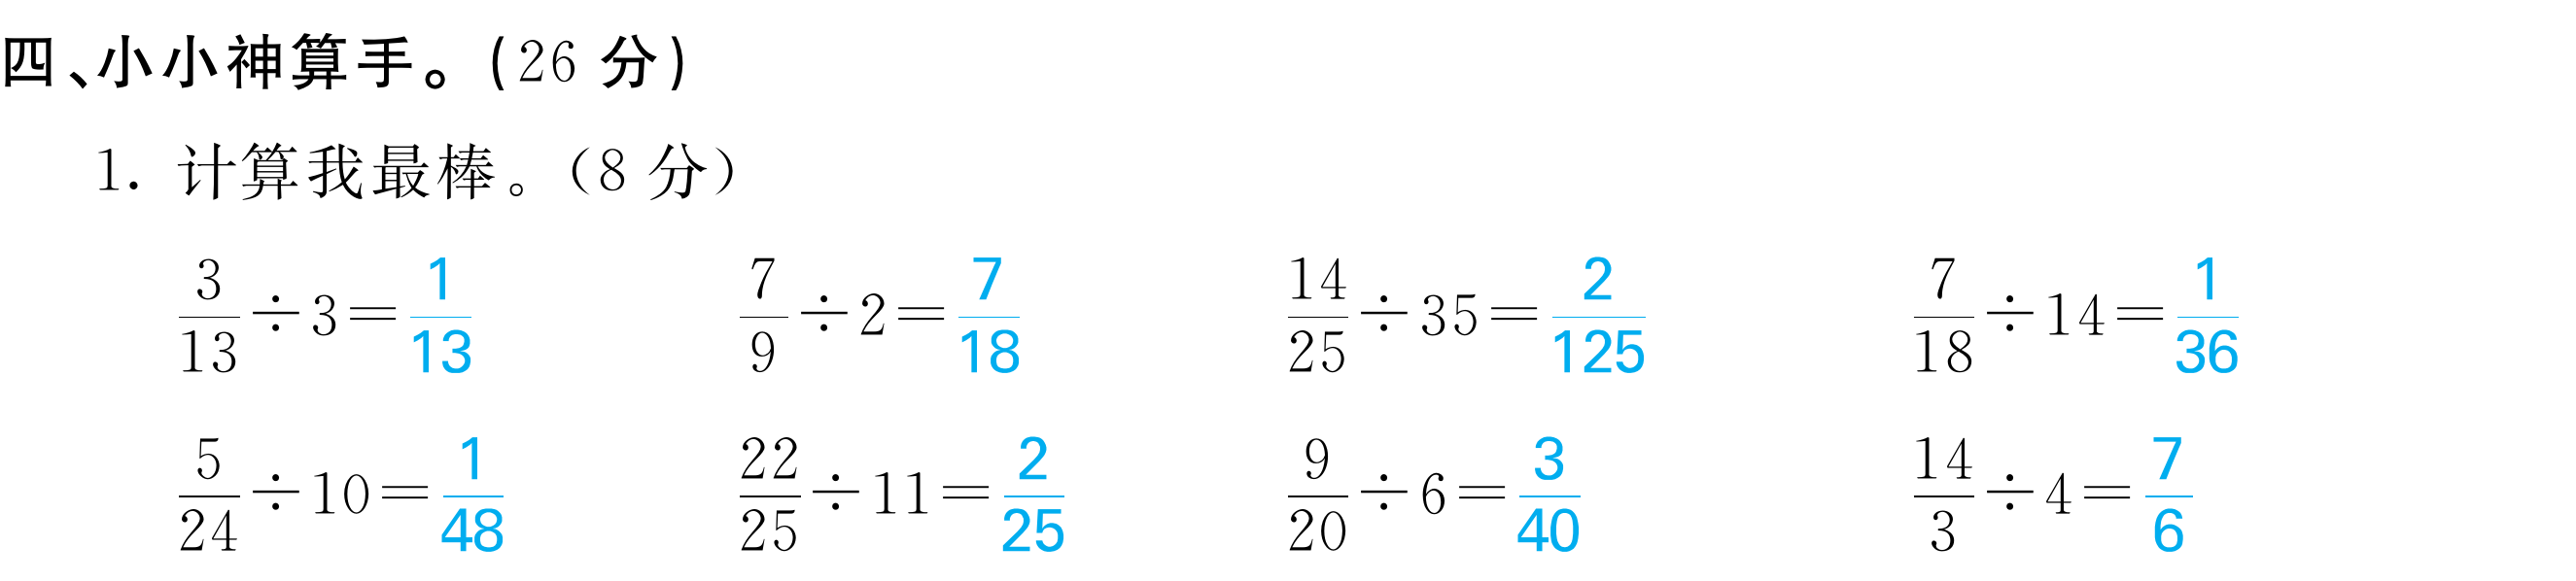 四、小小神算手。(26 分)
1. 计算我最棒。(8 分)
3/13÷3=1/13 7/9÷2=7/18 14/25÷35=2/125 7/18÷14=1/36
5/24÷10=1/48 22/25÷11=2/25 9/20÷6=3/40 14/3÷4=7/6